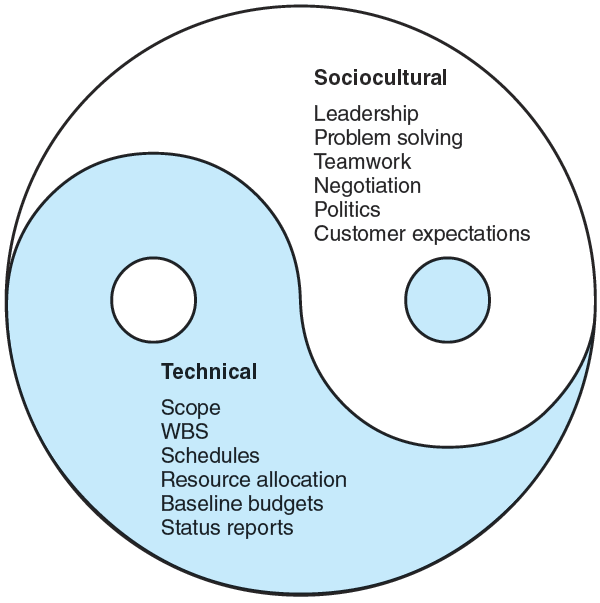 Sociocultural
Leadership
Problem solving
Teamwork
Negotiation
Politics
Customer expectations
Technical
Scope
WBS
Schedules
Resource allocation
Baseline budgets
Status reports